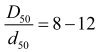 D₅₀/d₅₀ = 8 − 12